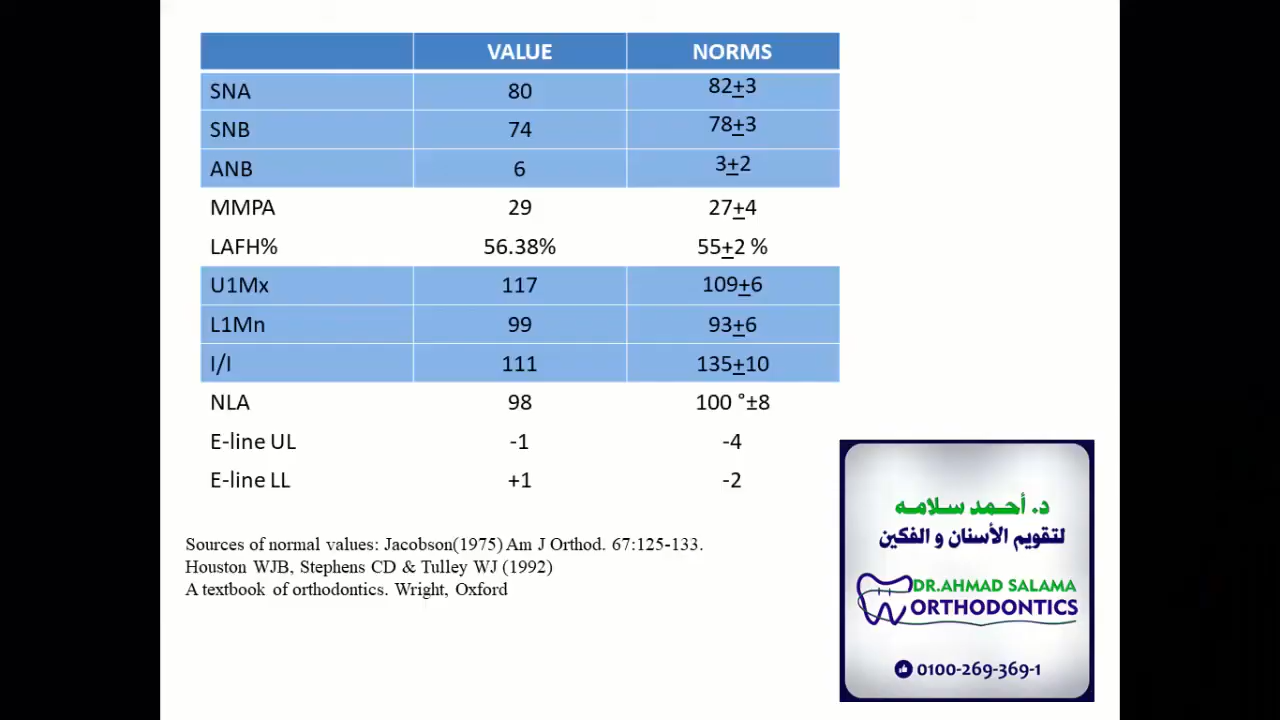 VALUE NORMS
SNA 80 82±3
SNB 74 78±3
ANB 6 3±2
MMPA 29 27±4
LAFH% 56.38% 55±2 %
U1Mx 117 109±6
L1Mn 99 93±6
I/I 111 135±10
NLA 98 100 °±8
E-line UL -1 -4
E-line LL +1 -2
Sources of normal values: Jacobson(1975) Am J Orthod. 67:125-133.
Houston WJB, Stephens CD & Tulley WJ (1992)
A textbook of orthodontics. Wright, Oxford
د. أحمد سلامه
لتقويم الأسنان و الفكين
DR.AHMAD SALAMA
ORTHODONTICS
0100-269-369-1